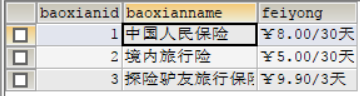 baoxianid baoxianname feiyong
1 中国人民保险 ¥8.00/30天
2 境内旅行险 ¥5.00/30天
3 探险驴友旅行保 ¥9.90/3天